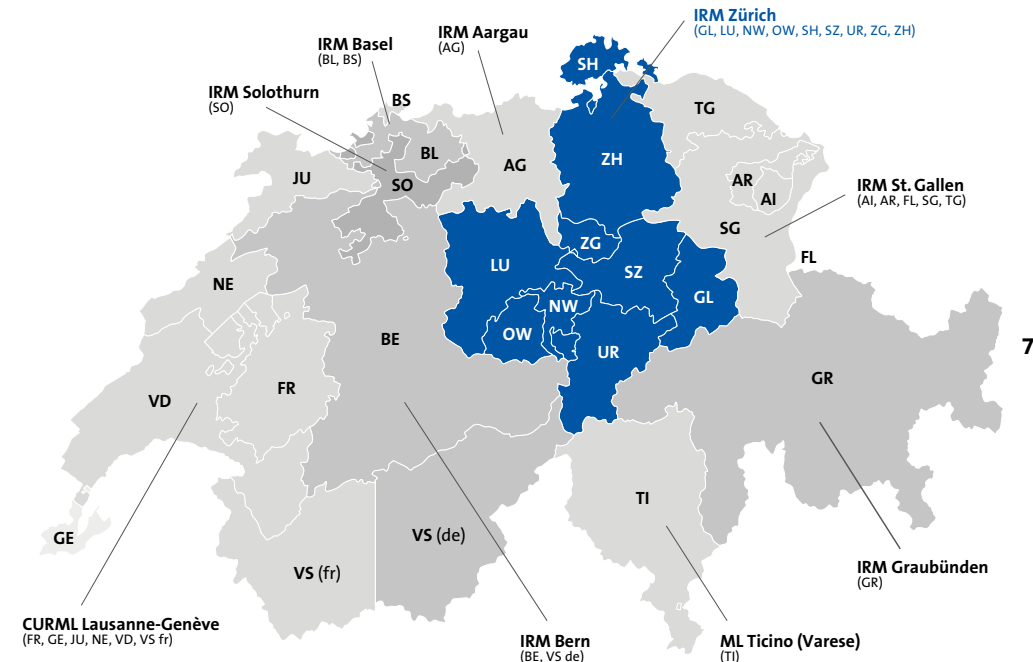 IRM Zürich
(GL, LU, NW, OW, SH, SZ, UR, ZG, ZH)
IRM Aargau
(AG)
IRM Basel
(BL, BS)
IRM Solothurn
(SO)
SH
BS
TG
BL
ZH
AG
JU
SO
AR
AI
IRM St. Gallen
(AI, AR, FL, SG, TG)
SG
ZG
FL
LU
SZ
NE
GL
NW
OW
BE
UR
7
GR
FR
VD
TI
VS (de)
GE
VS (fr)
IRM Graubünden
(GR)
CURML Lausanne-Genève
(FR, GE, JU, NE, VD, VS fr)
IRM Bern
(BE, VS de)
ML Ticino (Varese)
(TI)